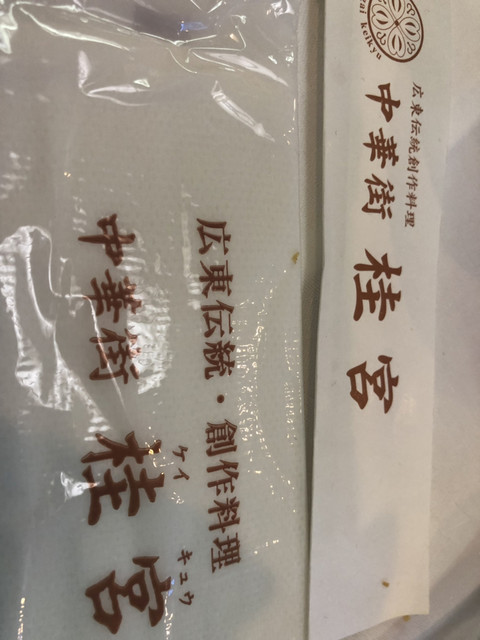 広東伝統創作料理
中華街 桂宮
広東伝統・創作料理
中華街 桂宮
ケイ キュウ